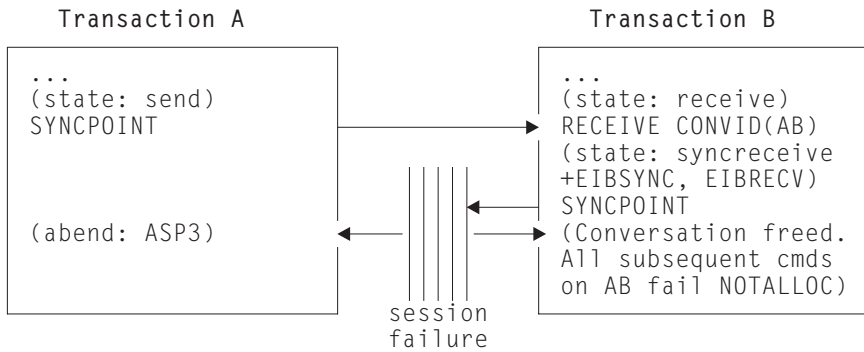 Transaction A
...
(state: send)
SYNCPOINT
(abend: ASP3)
session
failure
Transaction B
...
(state: receive)
RECEIVE CONVID(AB)
(state: syncreceive
+EIBSYNC, EIBRECV)
SYNCPOINT
(Conversation freed.
All subsequent cmds
on AB fail NOTALLOC)